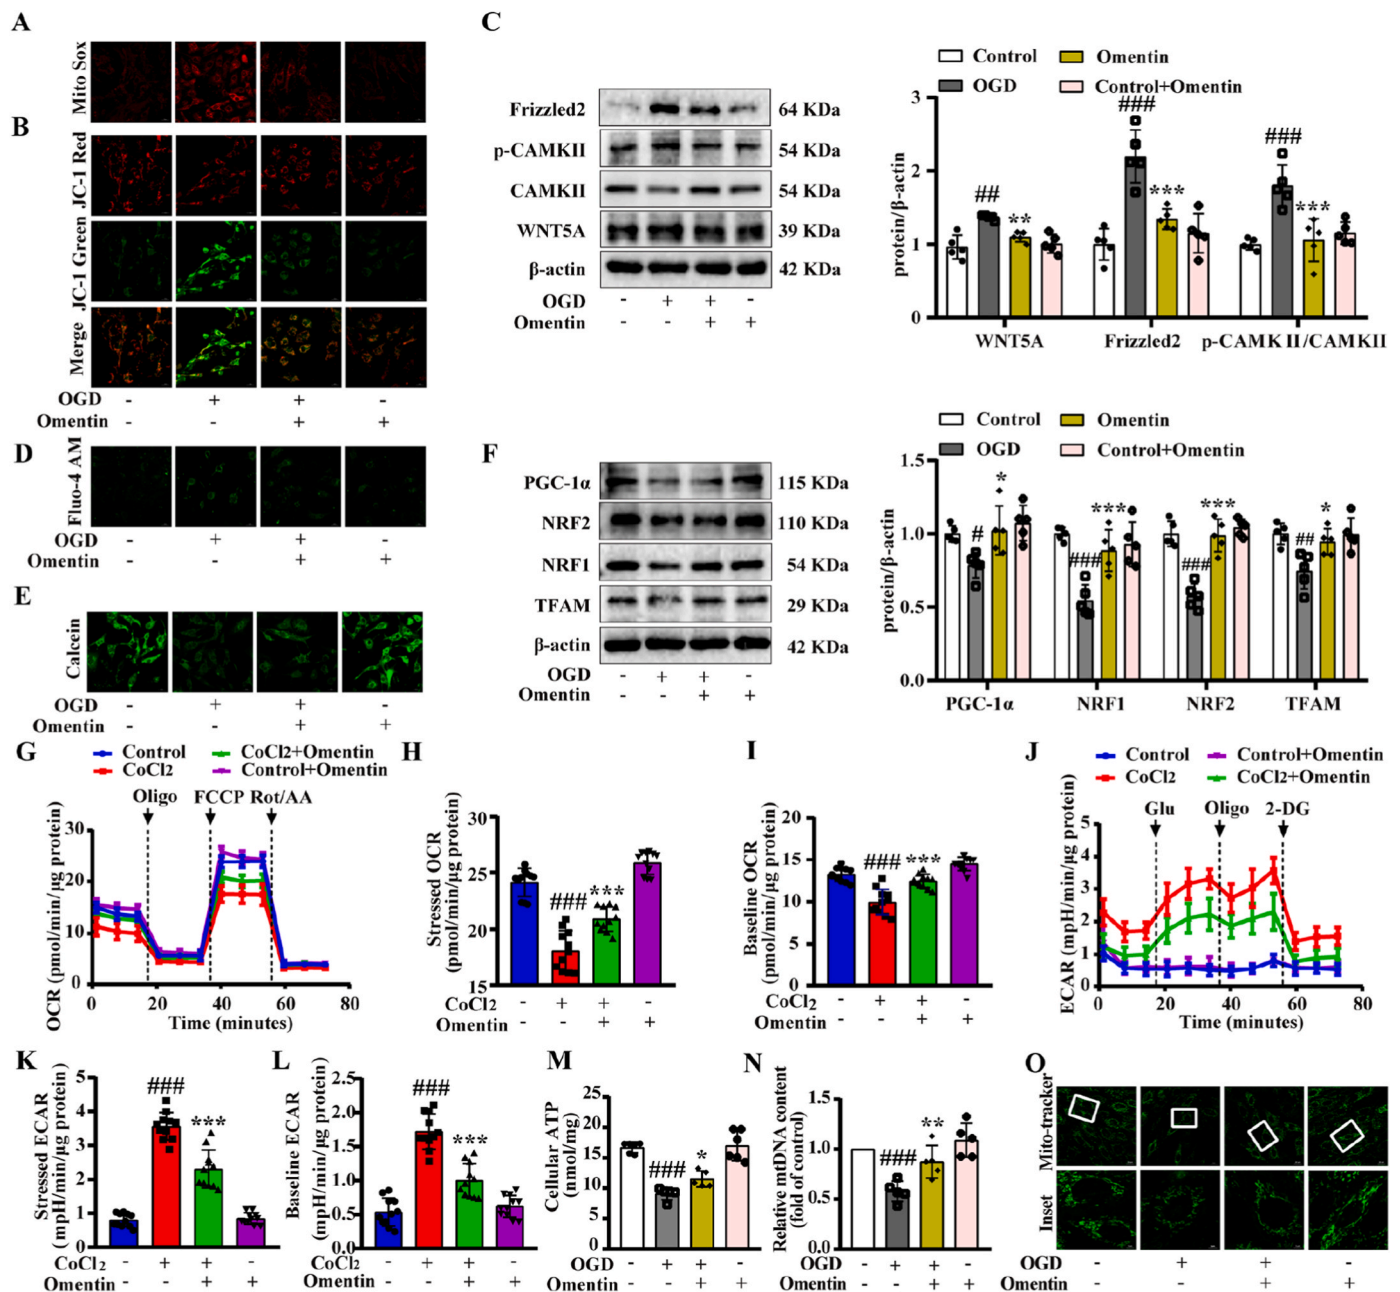 A
Mito Sox
B
JC-1 Red
JC-1 Green
Merge
OGD - + + -
Omentin - - + +
C
Frizzled2 64 KDa
p-CAMKII 54 KDa
CAMKII 54 KDa
WNT5A 39 KDa
β-actin 42 KDa
OGD - + + -
Omentin - - + +
Control Omentin
OGD Control+Omentin
protein/β-actin
3
2
1
0
## ** ### *** ### ***
WNT5A Frizzled2 p-CAMK II/CAMKII
D
Fluo-4 AM
OGD - + + -
Omentin - - + +
E
Calcein
OGD - + + -
Omentin - - + +
F
PGC-1α 115 KDa
NRF2 110 KDa
NRF1 54 KDa
TFAM 29 KDa
β-actin 42 KDa
OGD - + + -
Omentin - - + +
Control Omentin
OGD Control+Omentin
protein/β-actin
1.5
1.0
0.5
0.0
# * ### *** ### *** ## *
PGC-1α NRF1 NRF2 TFAM
G
Control CoCl2+Omentin
CoCl2 Control+Omentin
Oligo FCCP Rot/AA
OCR (pmol/min/μg protein)
30
20
10
0
0 20 40 60 80
Time (minutes)
H
Stressed OCR
(pmol/min/μg protein)
30
25
20
15
### ***
CoCl2 - + + -
Omentin - - + +
I
Baseline OCR
(pmol/min/μg protein)
20
15
10
5
0
### ***
CoCl2 - + + -
Omentin - - + +
J
Control Control+Omentin
CoCl2 CoCl2+Omentin
Glu Oligo 2-DG
ECAR (mpH/min/μg protein)
5
4
3
2
1
0
0 20 40 60 80
Time (minutes)
K
Stressed ECAR
(mpH/min/μg protein)
5
4
3
2
1
0
### ***
CoCl2 - + + -
Omentin - - + +
L
Baseline ECAR
(mpH/min/μg protein)
2.5
2.0
1.5
1.0
0.5
0.0
### ***
CoCl2 - + + -
Omentin - - + +
M
Cellular ATP
(nmol/mg)
25
20
15
10
5
0
### *
OGD - + + -
Omentin - - + +
N
Relative mtDNA content
(fold of control)
1.5
1.0
0.5
0.0
### **
OGD - + + -
Omentin - - + +
O
Mito-tracker
Inset
OGD - + + -
Omentin - - + +